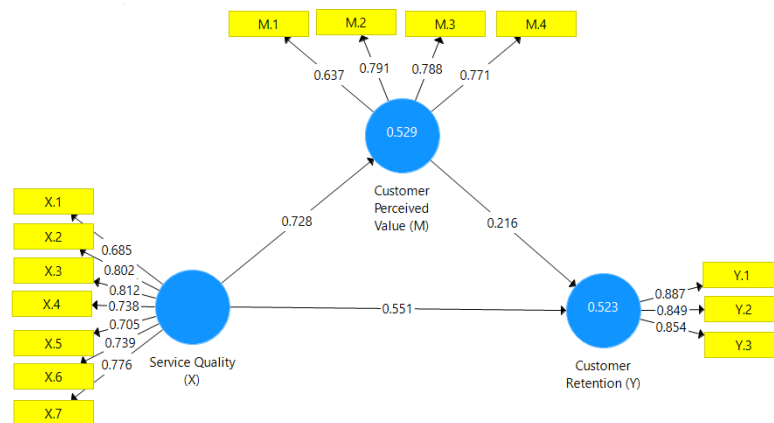 M.1
M.2
M.3
M.4
0.637
0.791
0.788
0.771
0.529
Customer
Perceived
Value (M)
0.728
0.216
X.1
X.2
X.3
X.4
X.5
X.6
X.7
0.685
0.802
0.812
0.738
0.705
0.739
0.776
Service Quality
(X)
0.551
0.523
Customer
Retention (Y)
0.887
0.849
0.854
Y.1
Y.2
Y.3